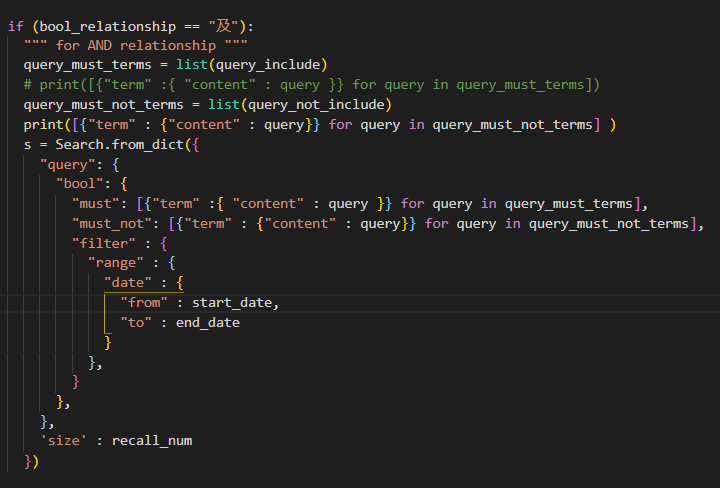 if (bool_relationship == "及"):
  """ for AND relationship """
  query_must_terms = list(query_include)
  # print([{"term" :{ "content" : query }} for query in query_must_terms])
  query_must_not_terms = list(query_not_include)
  print([{"term" : {"content" : query}} for query in query_must_not_terms] )
  s = Search.from_dict({
    "query": {
      "bool": {
        "must": [{"term" :{ "content" : query }} for query in query_must_terms],
        "must_not": [{"term" : {"content" : query}} for query in query_must_not_terms],
        "filter" : {
          "range" : {
            "date" : {
              "from" : start_date,
              "to" : end_date
            }
          },
        }
      },
    },
    'size' : recall_num
  })